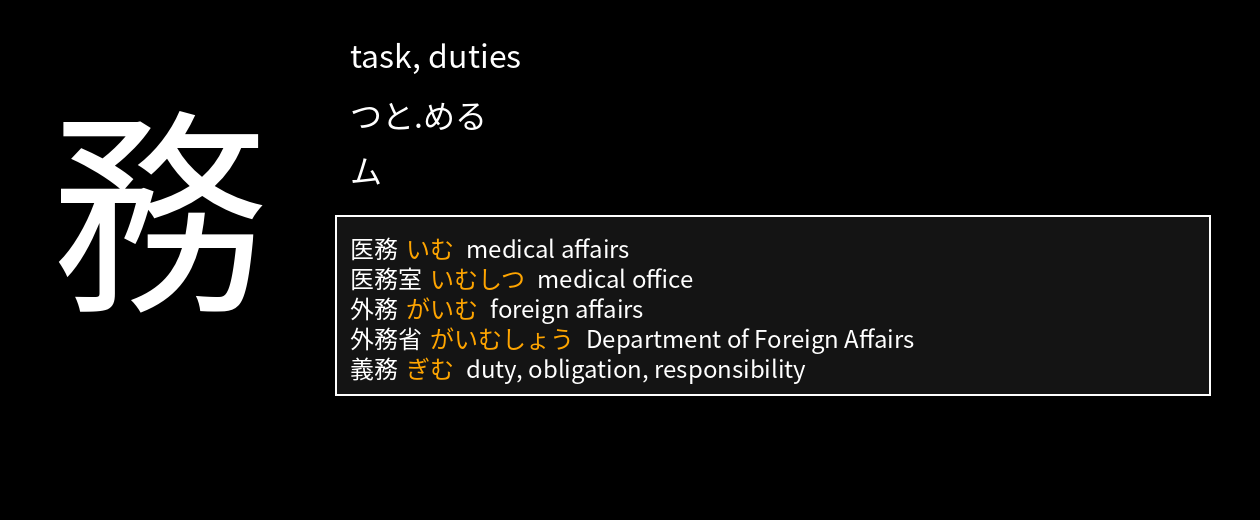 務
task, duties
つと.める
ム
医務 いむ medical affairs
医務室 いむしつ medical office
外務 がいむ foreign affairs
外務省 がいむしょう Department of Foreign Affairs
義務 ぎむ duty, obligation, responsibility